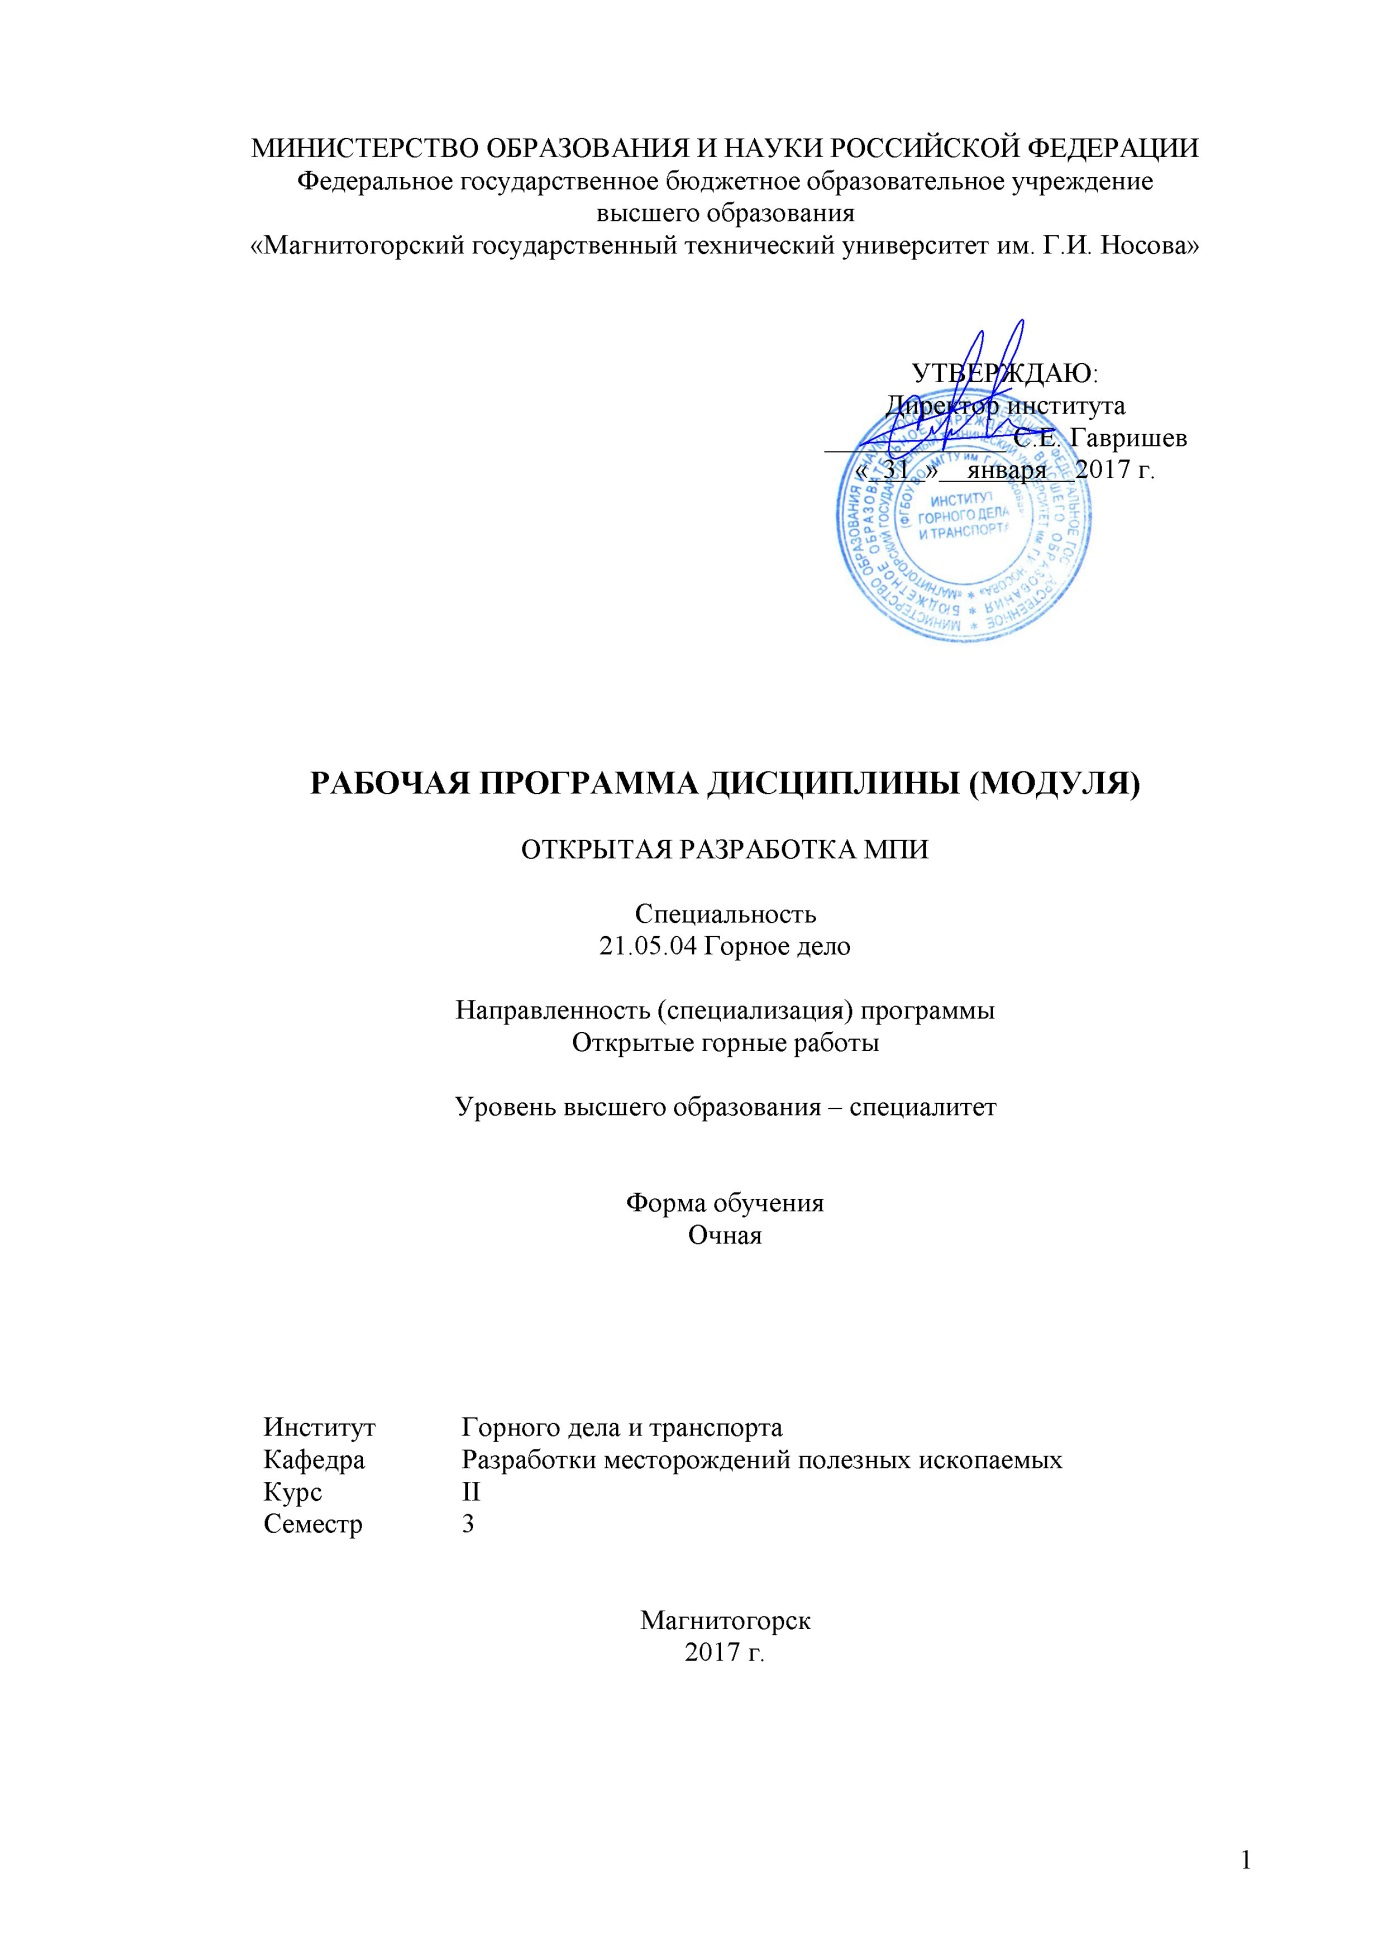 МИНИСТЕРСТВО ОБРАЗОВАНИЯ И НАУКИ РОССИЙСКОЙ ФЕДЕРАЦИИ
Федеральное государственное бюджетное образовательное учреждение
высшего образования
«Магнитогорский государственный технический университет им. Г.И. Носова»
УТВЕРЖДАЮ:
Директор института
_____________ С.Е. Гавришев
«_31_»__января__2017 г.
ИНСТИТУТ
ГОРНОГО ДЕЛА
И ТРАНСПОРТА
РАБОЧАЯ ПРОГРАММА ДИСЦИПЛИНЫ (МОДУЛЯ)
ОТКРЫТАЯ РАЗРАБОТКА МПИ
Специальность
21.05.04 Горное дело
Направленность (специализация) программы
Открытые горные работы
Уровень высшего образования – специалитет
Форма обучения
Очная
Институт Горного дела и транспорта
Кафедра Разработки месторождений полезных ископаемых
Курс II
Семестр 3
Магнитогорск
2017 г.
1